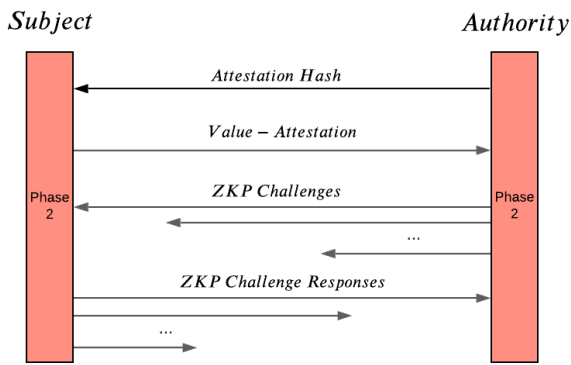 Subject
Authority
Attestation Hash
Value − Attestation
Phase
2
ZKP Challenges
Phase
2
...
ZKP Challenge Responses
...